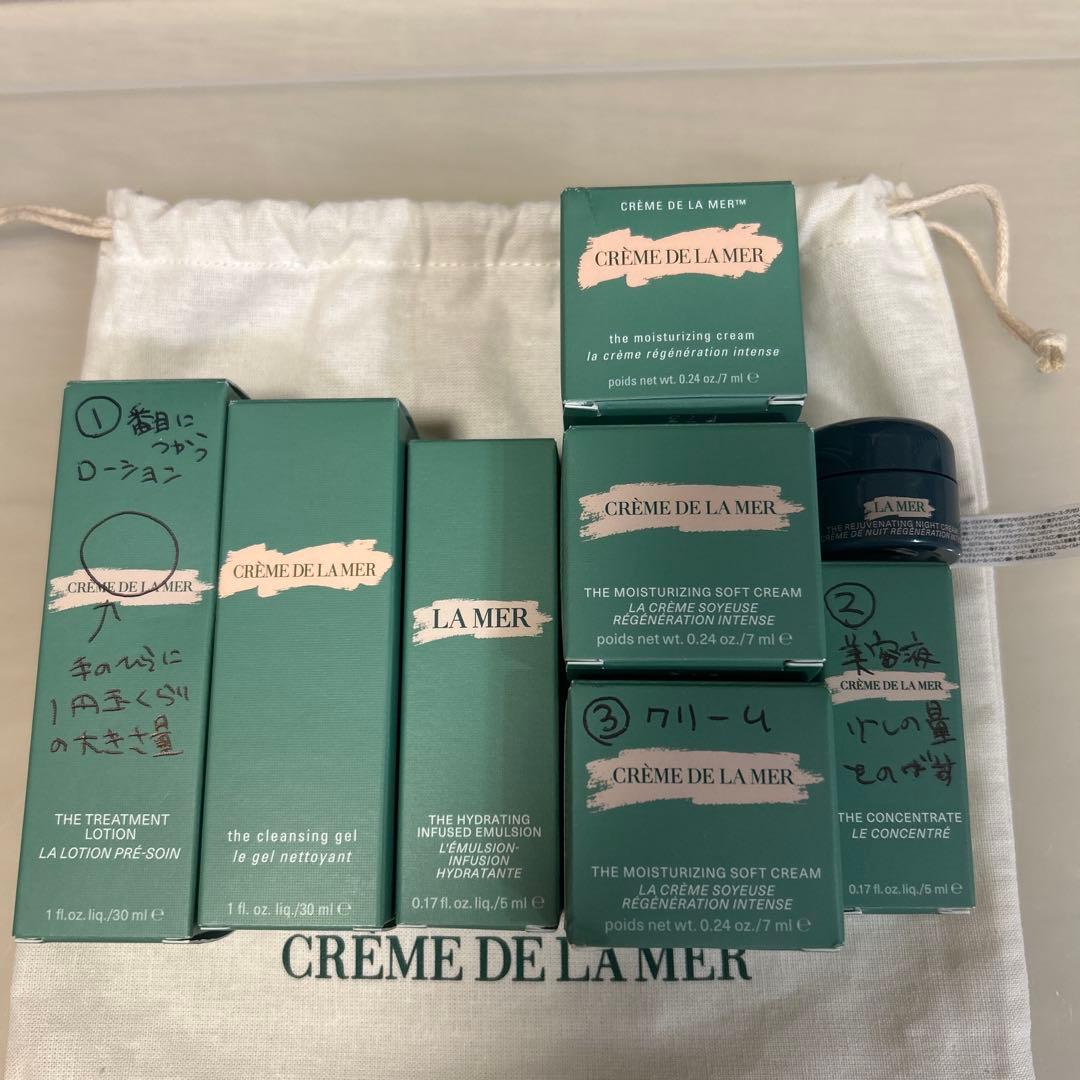 ①番目に
つかう
ローション
CRÈME DE LA MER
手のひらに
1円玉くらい
の大きさ量
THE TREATMENT
LOTION
LA LOTION PRÉ-SOIN
1 fl. oz. liq./30 ml ℮
CRÈME DE LA MER
the cleansing gel
le gel nettoyant
1 fl. oz. liq./30 ml ℮
LA MER
THE HYDRATING
INFUSED EMULSION
L'ÉMULSION-
INFUSION
HYDRATANTE
0.17 fl. oz. liq./5 ml ℮
CRÈME DE LA MER™
CRÈME DE LA MER
the moisturizing cream
la crème régénération intense
poids net wt. 0.24 oz./7 ml ℮
CRÈME DE LA MER
THE MOISTURIZING SOFT CREAM
LA CRÈME SOYEUSE
RÉGÉNÉRATION INTENSE
poids net wt. 0.24 oz./7 ml ℮
③クリーム
CRÈME DE LA MER
THE MOISTURIZING SOFT CREAM
LA CRÈME SOYEUSE
RÉGÉNÉRATION INTENSE
poids net wt. 0.24 oz./7 ml ℮
LA MER
THE REJUVENATING NIGHT CREAM
CRÈME DE NUIT RÉGÉNÉRATION
②
美容液
CRÈME DE LA MER
少しの量
でのばす
THE CONCENTRATE
LE CONCENTRÉ
0.17 fl. oz. liq./5 ml ℮
CRÈME DE LA MER